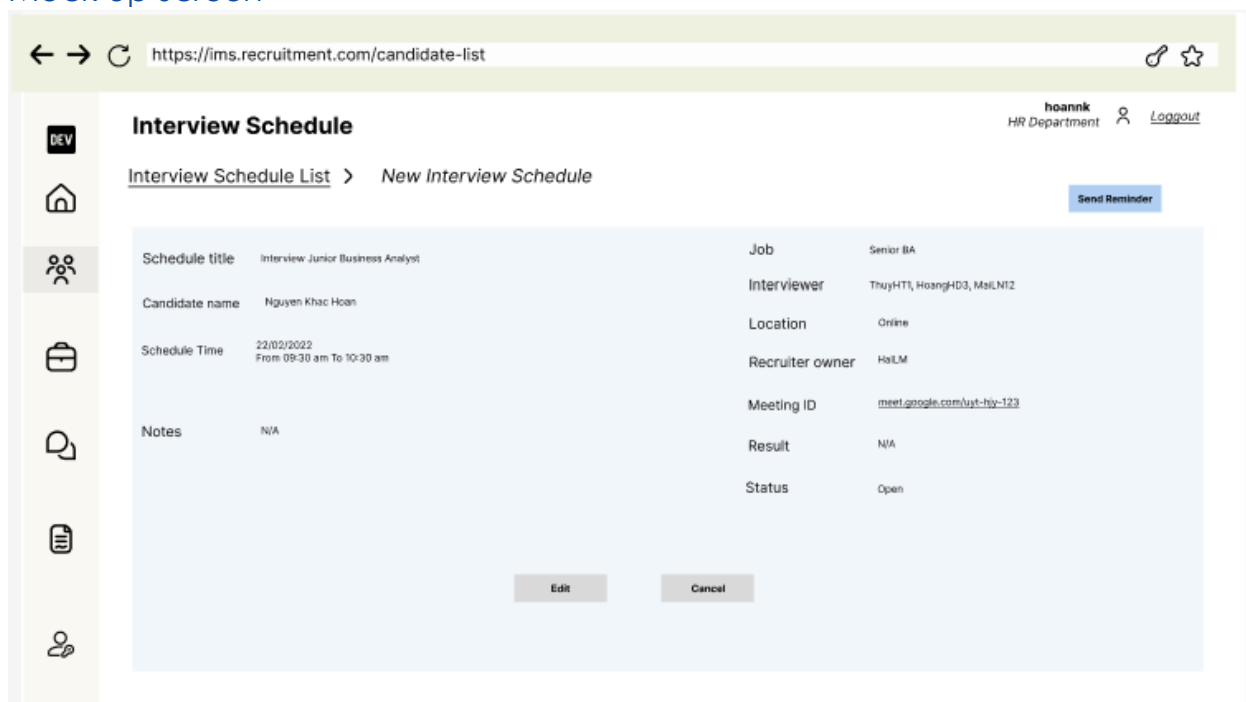 Mock up screen
https://ims.recruitment.com/candidate-list
DEV
Interview Schedule
hoannk
HR Department
Loggout
Interview Schedule List > New Interview Schedule
Send Reminder
Schedule title Interview Junior Business Analyst
Candidate name Nguyen Khac Hoan
Schedule Time 22/02/2022
From 09:30 am To 10:30 am
Notes N/A
Job Senior BA
Interviewer ThuyHT1, HoangHD3, MaiLN12
Location Online
Recruiter owner HaiLM
Meeting ID meet.google.com/uyt-hjy-123
Result N/A
Status Open
Edit Cancel